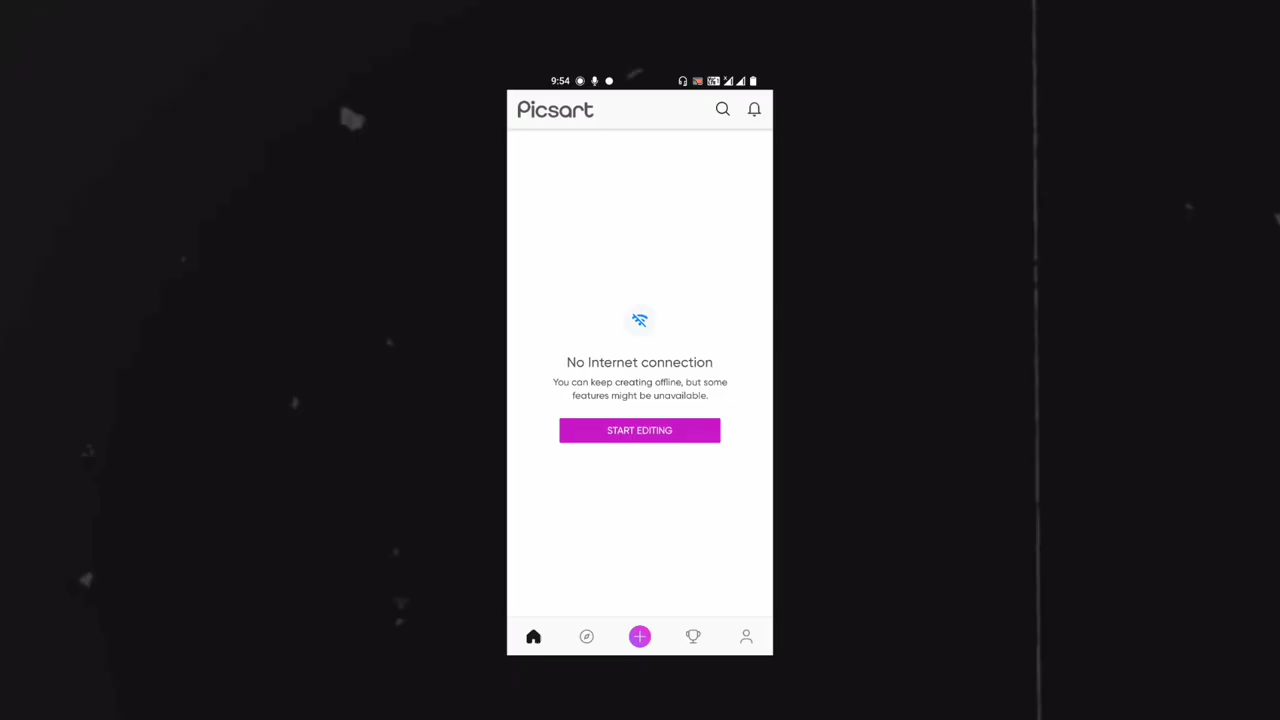 9:54
Picsart
No Internet connection
You can keep creating offline, but some
features might be unavailable.
START EDITING